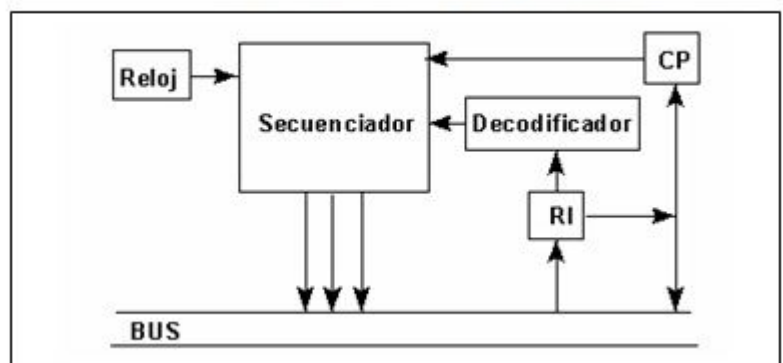 CP
Reloj
Secuenciador
Decodificador
RI
BUS